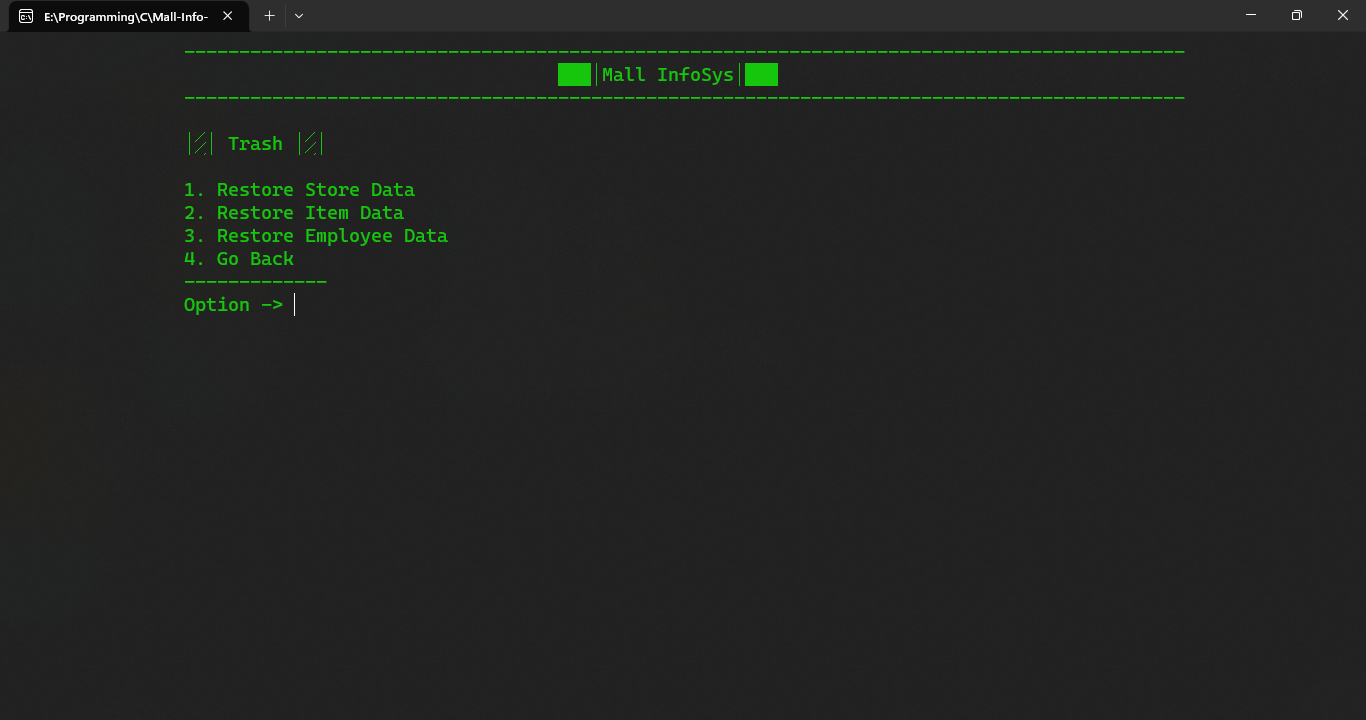 E:\Programming\C\Mall-Info-
-------------------------------------------------------------------------------------------
███│Mall InfoSys│███
-------------------------------------------------------------------------------------------
│░│ Trash │░│
1. Restore Store Data
2. Restore Item Data
3. Restore Employee Data
4. Go Back
-------------
Option ->